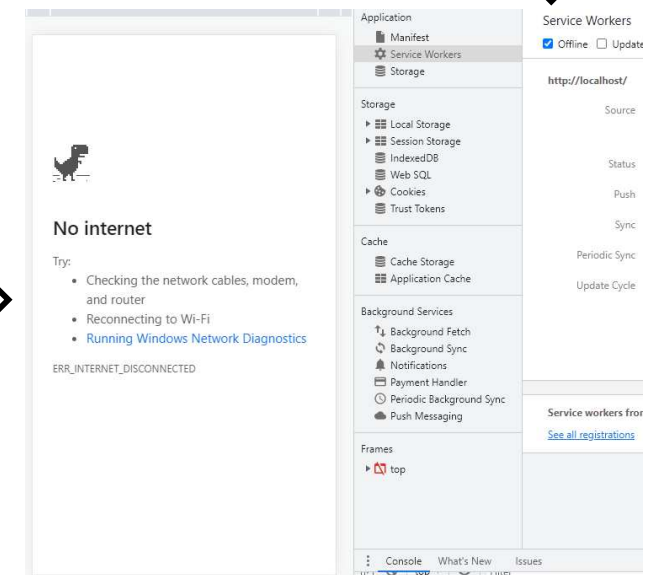 No internet
Try:
Checking the network cables, modem,
and router
Reconnecting to Wi-Fi
Running Windows Network Diagnostics
ERR_INTERNET_DISCONNECTED
Application
Manifest
Service Workers
Storage
Storage
Local Storage
Session Storage
IndexedDB
Web SQL
Cookies
Trust Tokens
Cache
Cache Storage
Application Cache
Background Services
Background Fetch
Background Sync
Notifications
Payment Handler
Periodic Background Sync
Push Messaging
Frames
top
Service Workers
Offline Update
http://localhost/
Source
Status
Push
Sync
Periodic Sync
Update Cycle
Service workers from
See all registrations
Console What's New Issues
top